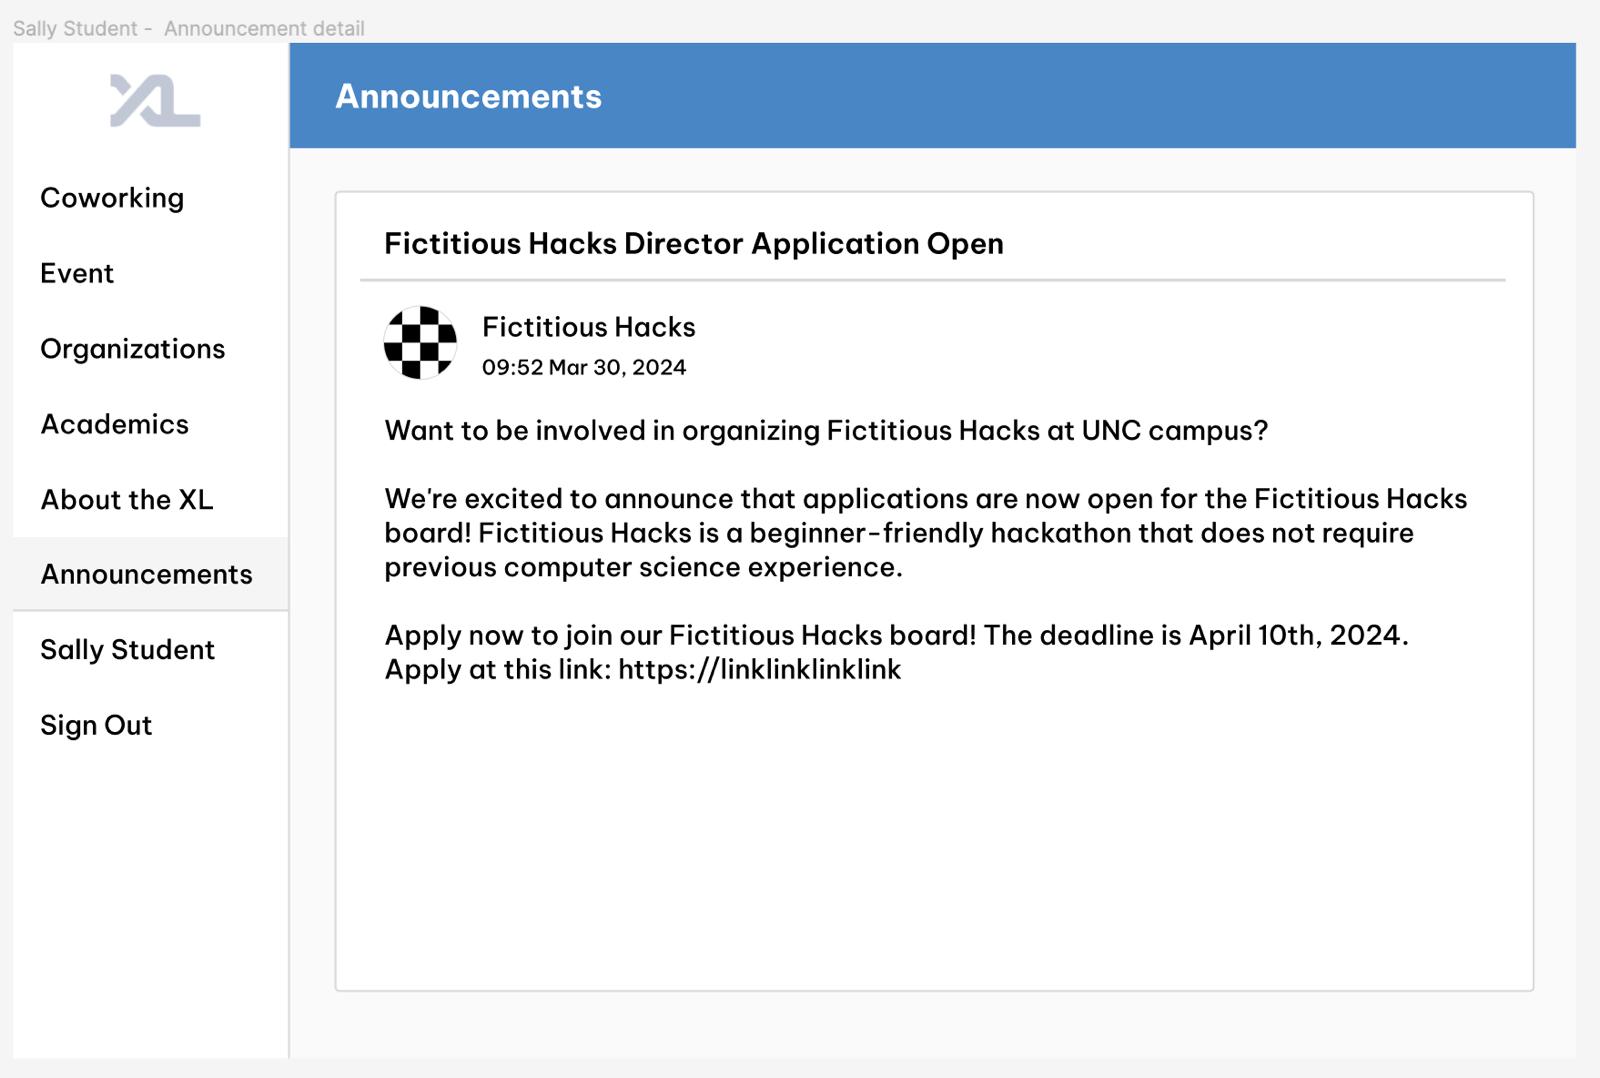 Sally Student -  Announcement detail
XL
Announcements
Coworking
Event
Organizations
Academics
About the XL
Announcements
Sally Student
Sign Out
Fictitious Hacks Director Application Open
Fictitious Hacks
09:52 Mar 30, 2024
Want to be involved in organizing Fictitious Hacks at UNC campus?
We're excited to announce that applications are now open for the Fictitious Hacks
board! Fictitious Hacks is a beginner-friendly hackathon that does not require
previous computer science experience.
Apply now to join our Fictitious Hacks board! The deadline is April 10th, 2024.
Apply at this link: https://linklinklinklink